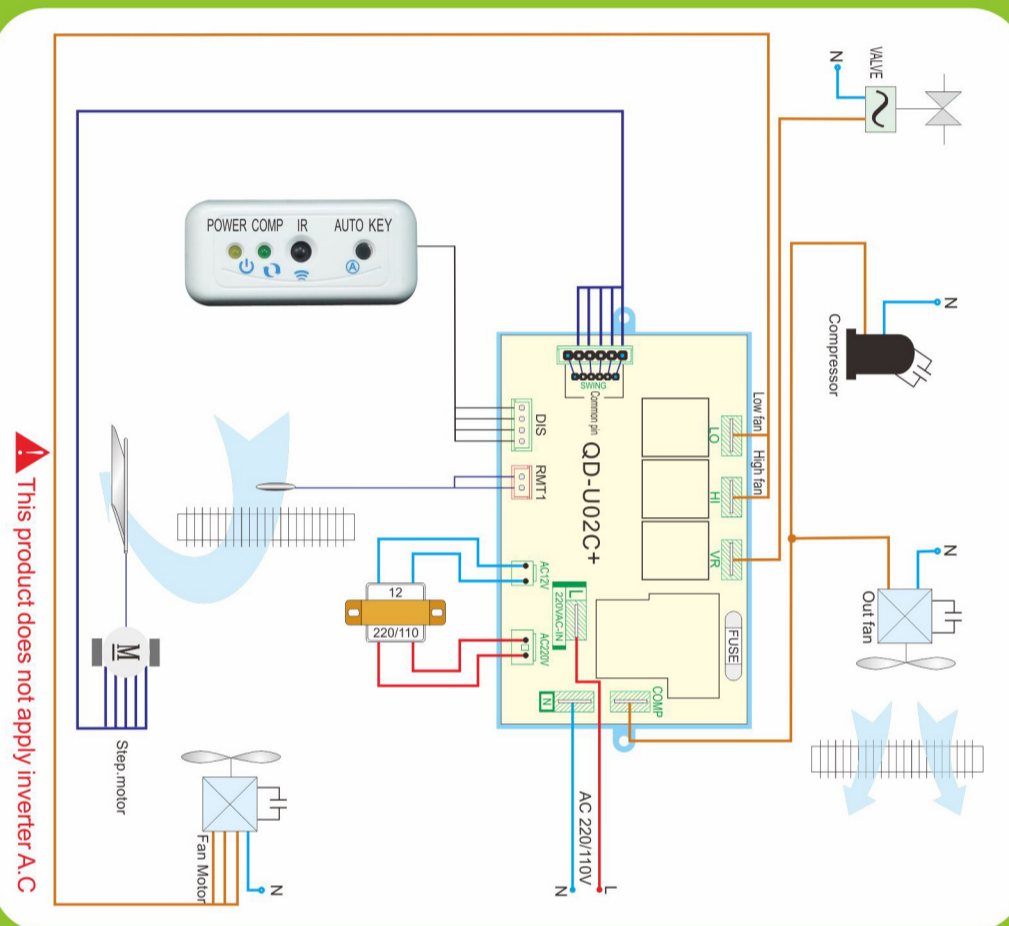 VALVE
N
POWER COMP IR AUTO KEY
A
N
Compressor
SWING
Common pin
Low fan
High fan
LO
HI
VR
DIS
RMT1
QD-U02C+
N
Out fan
FUSE
12
220/110
AC12V
AC220V
L
220VAC-IN
N
COMP
M
Step.motor
AC 220/110V
N
L
Fan Motor
N
This product does not apply inverter A.C